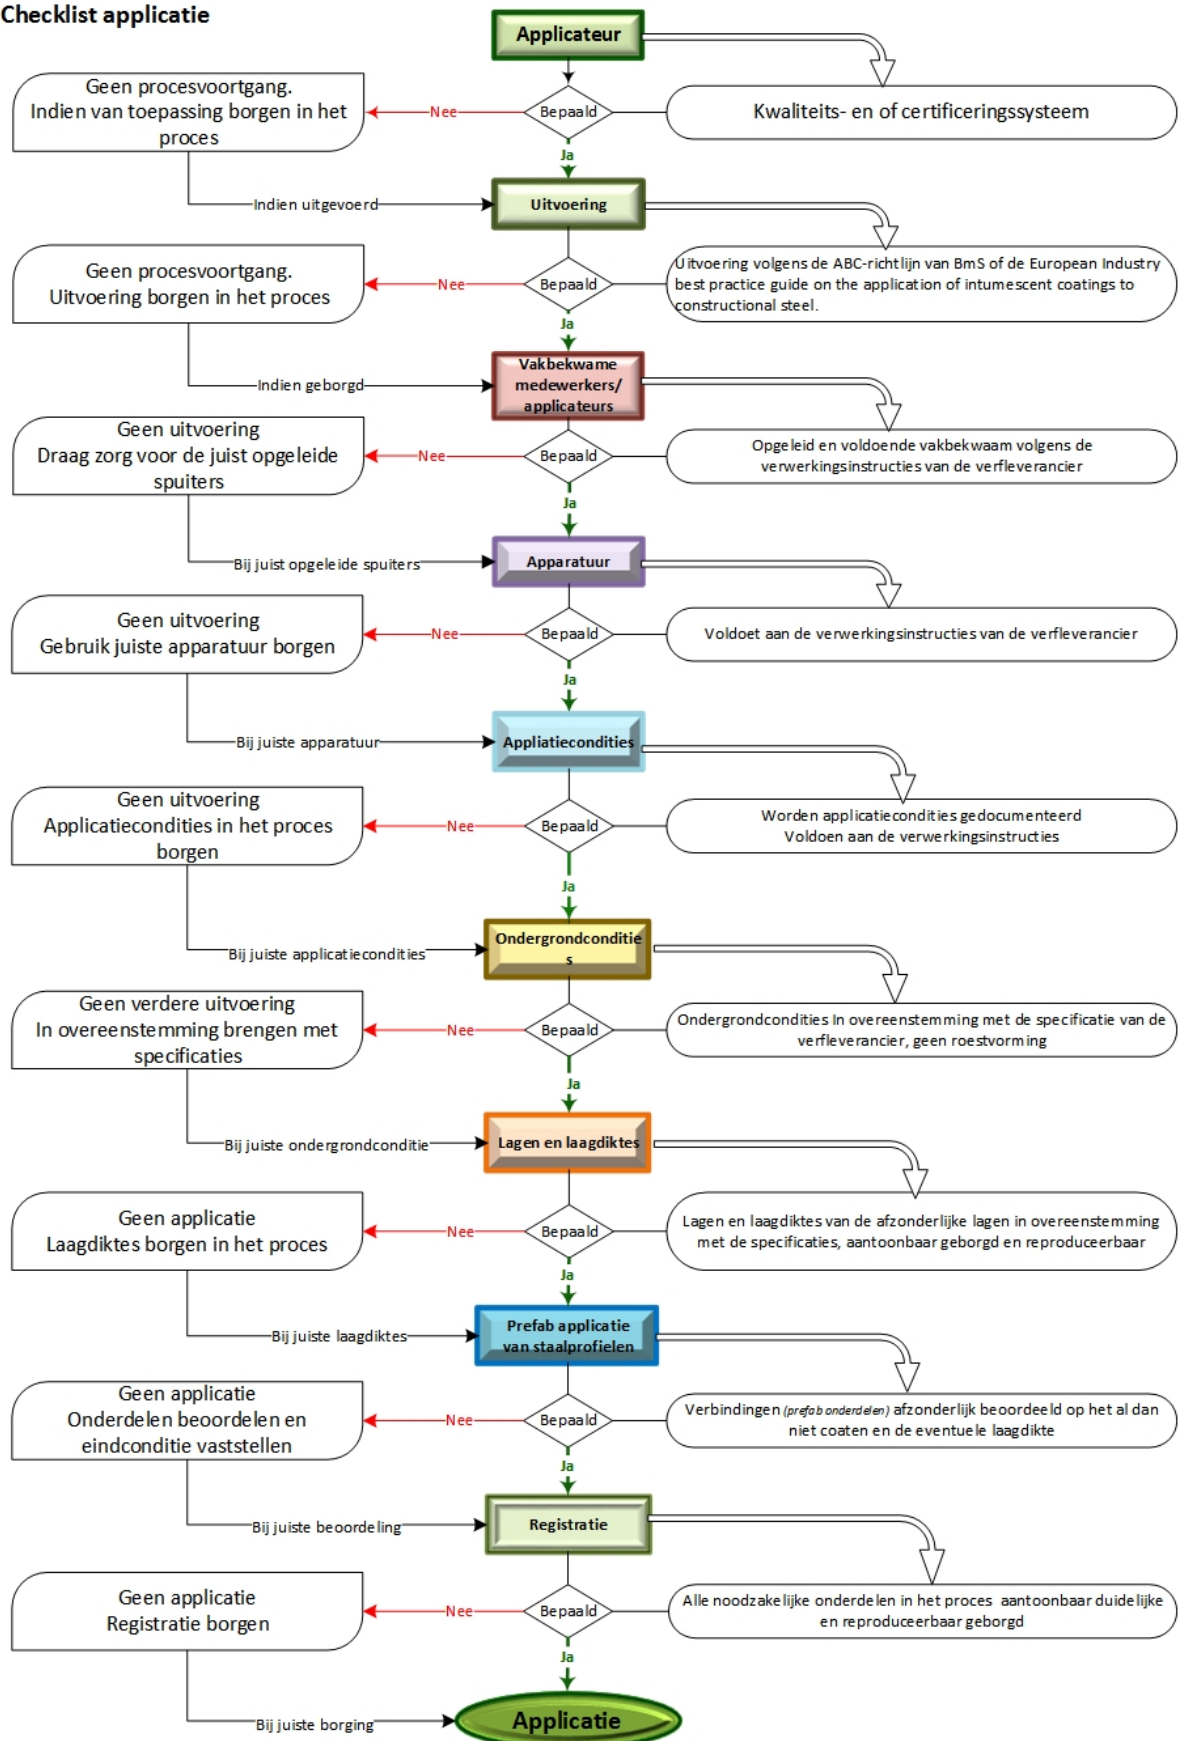 Checklist applicatie
Applicateur
Geen procesvoortgang.
Indien van toepassing borgen in het
proces
Nee
Bepaald
Kwaliteits- en of certificeringssysteem
Ja
Indien uitgevoerd
Uitvoering
Geen procesvoortgang.
Uitvoering borgen in het proces
Nee
Bepaald
Uitvoering volgens de ABC-richtlijn van BmS of de European Industry
best practice guide on the application of intumescent coatings to
constructional steel.
Ja
Indien geborgd
Vakbekwame
medewerkers/
applicateurs
Geen uitvoering
Draag zorg voor de juist opgeleide
spuiters
Nee
Bepaald
Opgeleid en voldoende vakbekwaam volgens de
verwerkingsinstructies van de verfleverancier
Ja
Bij juist opgeleide spuiters
Apparatuur
Geen uitvoering
Gebruik juiste apparatuur borgen
Nee
Bepaald
Voldoet aan de verwerkingsinstructies van de verfleverancier
Ja
Bij juiste apparatuur
Appliatiecondities
Geen uitvoering
Applicatiecondities in het proces
borgen
Nee
Bepaald
Worden applicatiecondities gedocumenteerd
Voldoen aan de verwerkingsinstructies
Ja
Bij juiste applicatiecondities
Ondergrondconditie
s
Geen verdere uitvoering
In overeenstemming brengen met
specificaties
Nee
Bepaald
Ondergrondcondities In overeenstemming met de specificatie van de
verfleverancier, geen roestvorming
Ja
Bij juiste ondergrondconditie
Lagen en laagdiktes
Geen applicatie
Laagdiktes borgen in het proces
Nee
Bepaald
Lagen en laagdiktes van de afzonderlijke lagen in overeenstemming
met de specificaties, aantoonbaar geborgd en reproduceerbaar
Ja
Bij juiste laagdiktes
Prefab applicatie
van staalprofielen
Geen applicatie
Onderdelen beoordelen en
eindconditie vaststellen
Nee
Bepaald
Verbindingen (prefab onderdelen) afzonderlijk beoordeeld op het al dan
niet coaten en de eventuele laagdikte
Ja
Bij juiste beoordeling
Registratie
Geen applicatie
Registratie borgen
Nee
Bepaald
Alle noodzakelijke onderdelen in het proces aantoonbaar duidelijke
en reproduceerbaar geborgd
Ja
Bij juiste borging
Applicatie